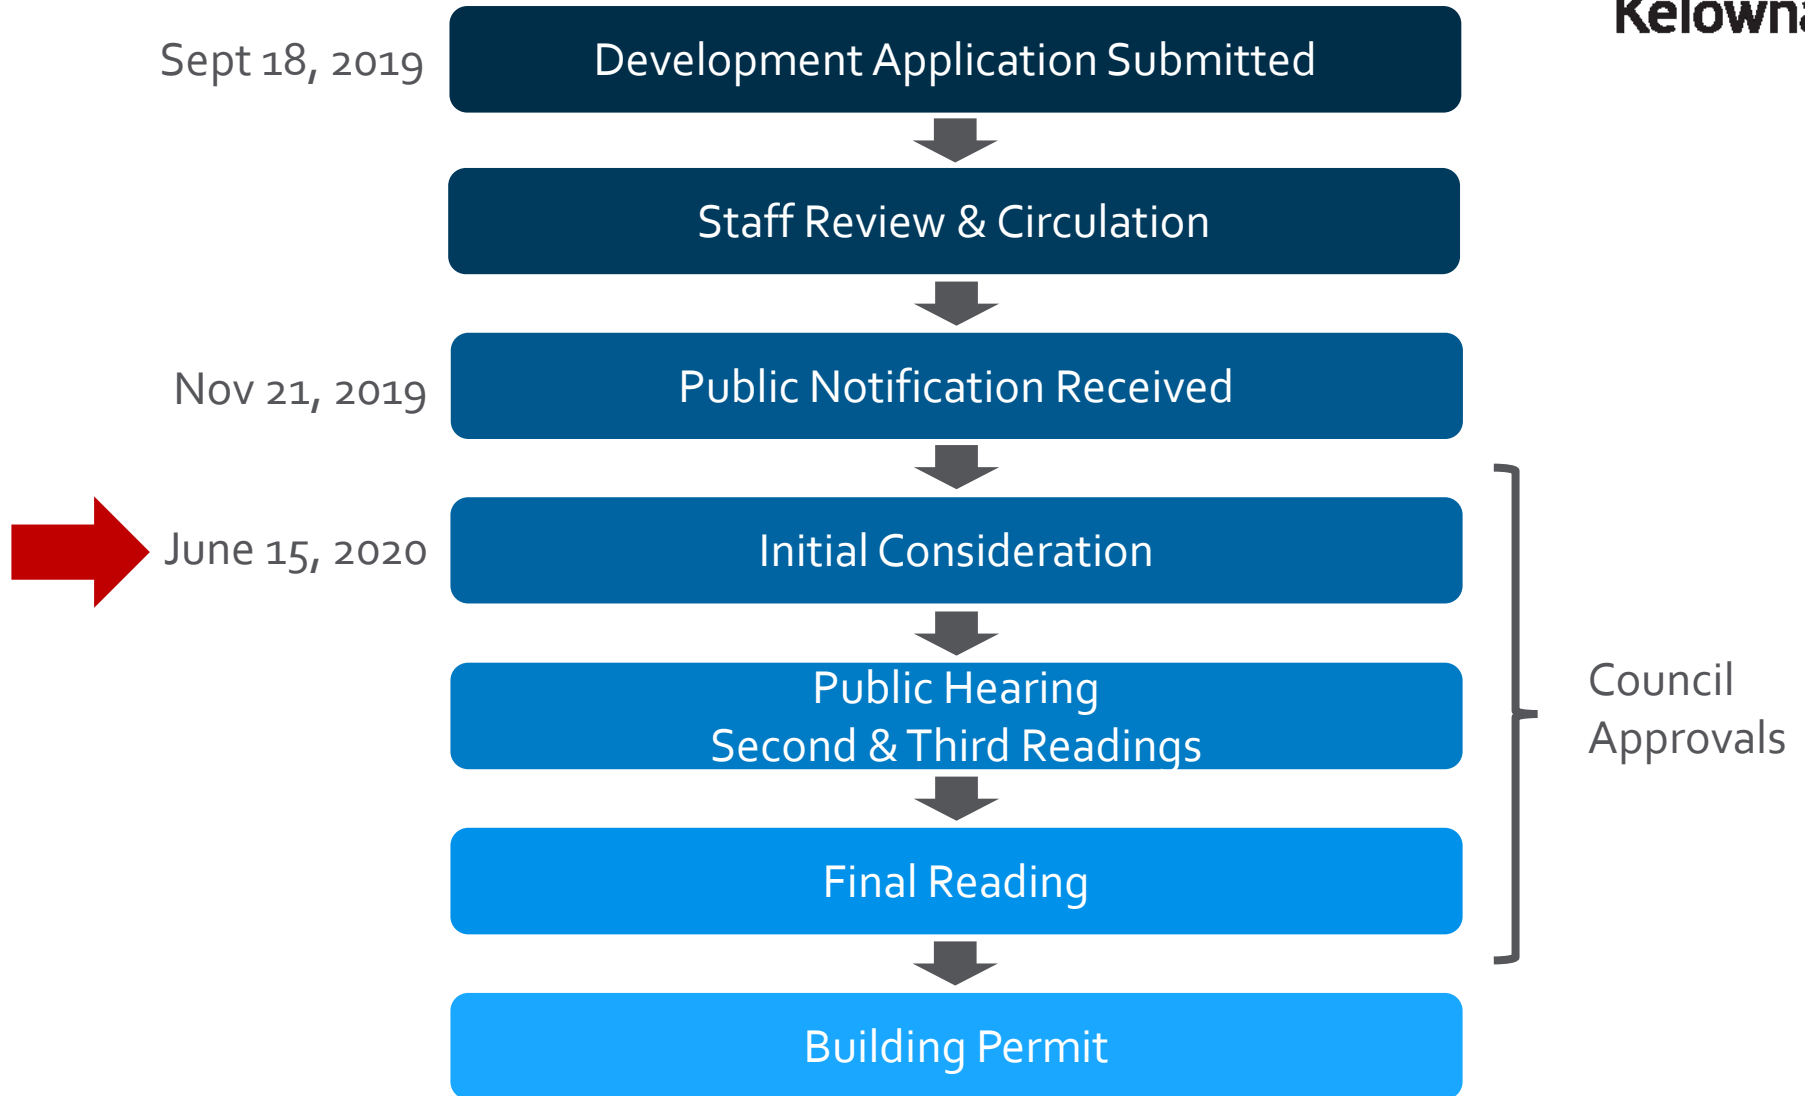 Kelowna
Sept 18, 2019
Development Application Submitted
Staff Review & Circulation
Nov 21, 2019
Public Notification Received
June 15, 2020
Initial Consideration
Public Hearing
Second & Third Readings
Council
Approvals
Final Reading
Building Permit